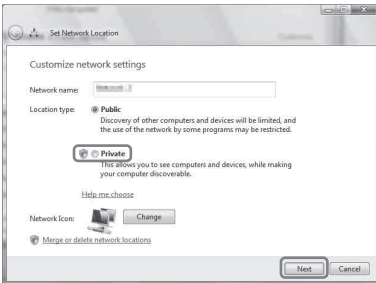 Set Network Location
Customize network settings
Network name:
Location type:
Public
Discovery of other computers and devices will be limited, and
the use of the network by some programs may be restricted.
Private
This allows you to see computers and devices, while making
your computer discoverable.
Help me choose
Network Icon:
Change
Merge or delete network locations
Next
Cancel